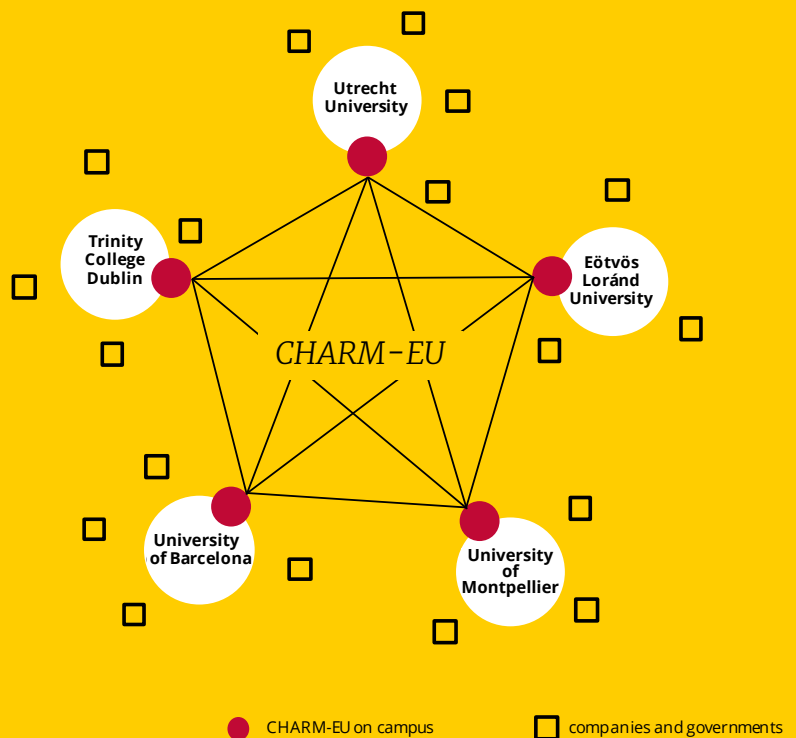 Utrecht
University
Trinity
College
Dublin
Eötvös
Loránd
University
CHARM-EU
University
of Barcelona
University
of
Montpellier
CHARM-EU on campus
companies and governments